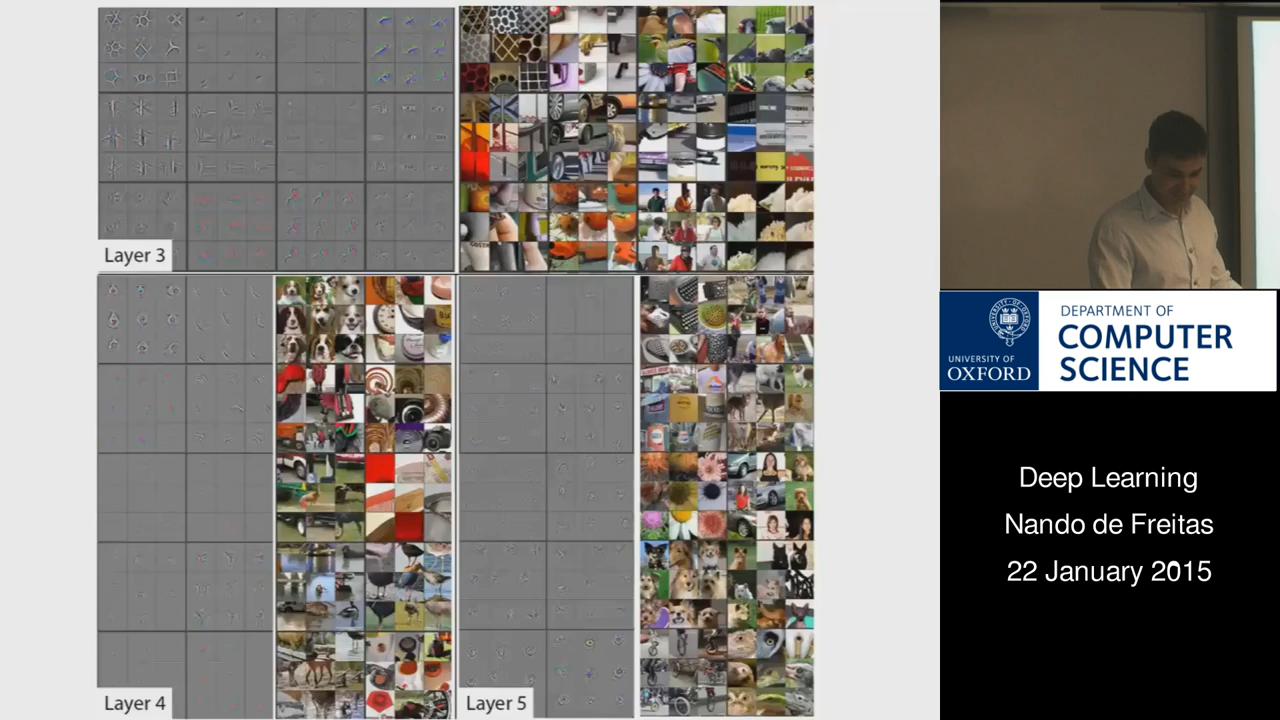 Layer 3
Layer 4
Layer 5
UNIVERSITY OF
OXFORD
DEPARTMENT OF
COMPUTER
SCIENCE
Deep Learning
Nando de Freitas
22 January 2015